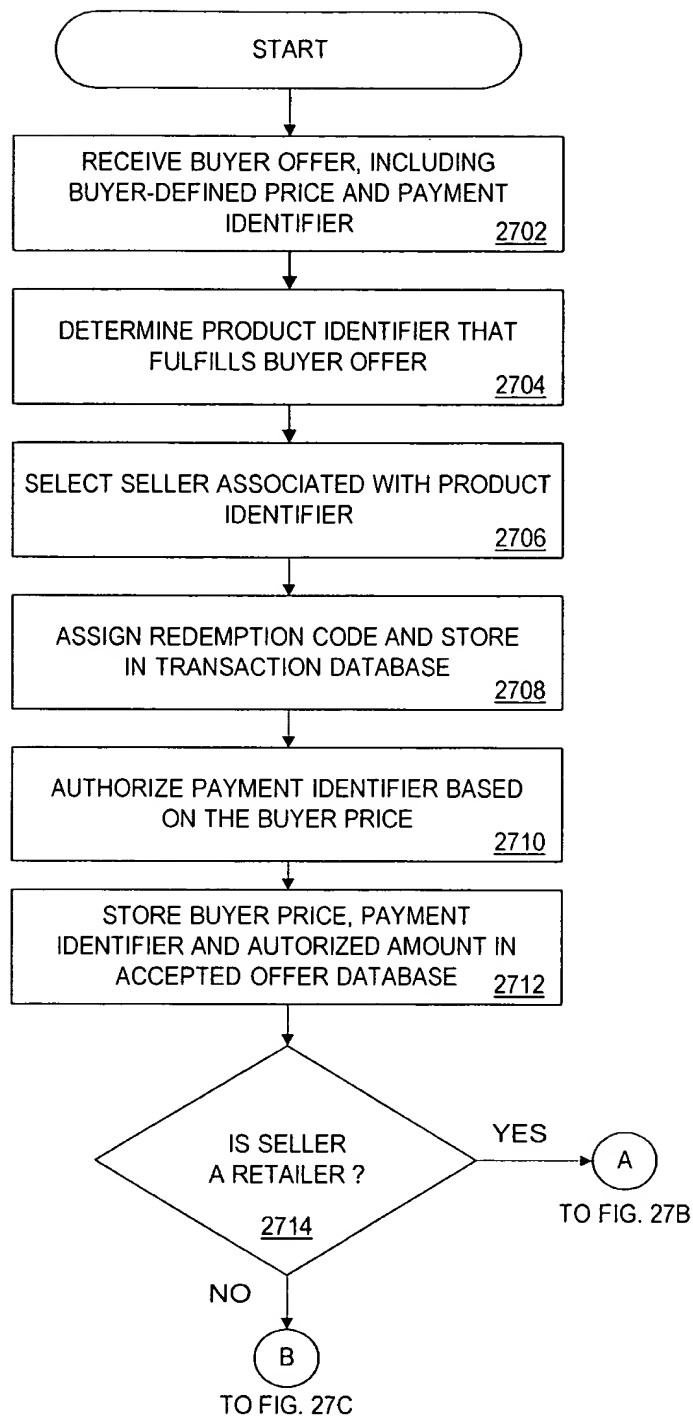 START
RECEIVE BUYER OFFER, INCLUDING
BUYER-DEFINED PRICE AND PAYMENT
IDENTIFIER
2702
DETERMINE PRODUCT IDENTIFIER THAT
FULFILLS BUYER OFFER
2704
SELECT SELLER ASSOCIATED WITH PRODUCT
IDENTIFIER
2706
ASSIGN REDEMPTION CODE AND STORE
IN TRANSACTION DATABASE
2708
AUTHORIZE PAYMENT IDENTIFIER BASED
ON THE BUYER PRICE
2710
STORE BUYER PRICE, PAYMENT
IDENTIFIER AND AUTORIZED AMOUNT IN
ACCEPTED OFFER DATABASE
2712
IS SELLER
A RETAILER ?
2714
YES
A
TO FIG. 27B
NO
B
TO FIG. 27C